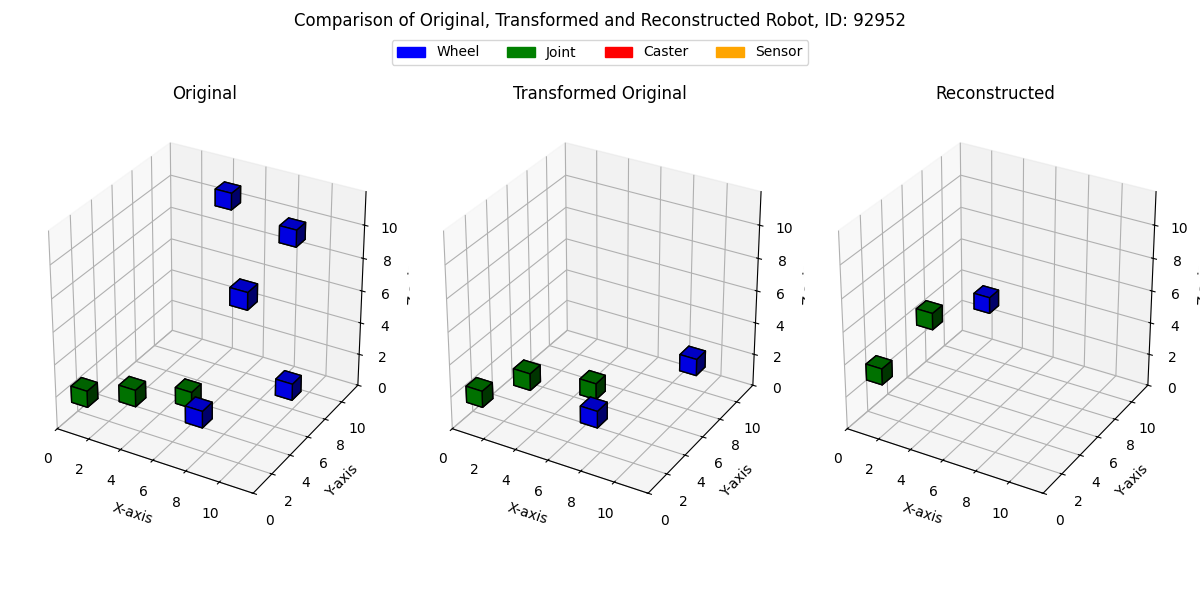 Comparison of Original, Transformed and Reconstructed Robot, ID: 92952
Wheel Joint Caster Sensor
Original
Transformed Original
Reconstructed
0 2 4 6 8 10
X-axis
0 2 4 6 8 10
Y-axis
0 2 4 6 8 10
0 2 4 6 8 10
X-axis
0 2 4 6 8 10
Y-axis
0 2 4 6 8 10
0 2 4 6 8 10
X-axis
0 2 4 6 8 10
Y-axis
0 2 4 6 8 10